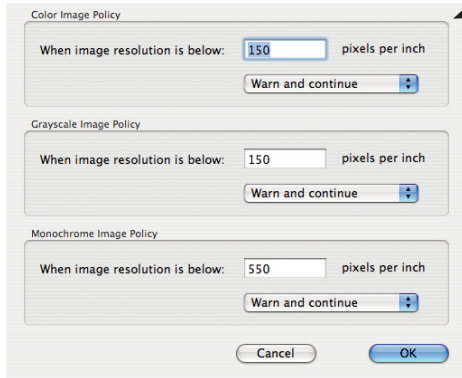 Color Image Policy
When image resolution is below: 150 pixels per inch
Warn and continue
Grayscale Image Policy
When image resolution is below: 150 pixels per inch
Warn and continue
Monochrome Image Policy
When image resolution is below: 550 pixels per inch
Warn and continue
Cancel OK